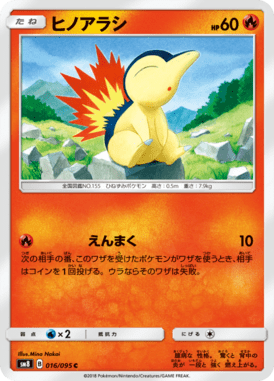 たね ヒノアラシ HP60
全国図鑑NO.155 ひねずみポケモン 高さ:0.5m 重さ:7.9kg
えんまく 10
次の相手の番、このワザを受けたポケモンがワザを使うとき、相手
はコインを1回投げる。ウラならそのワザは失敗。
弱点 ×2 抵抗力 にげる
Illus.Mina Nakai
SM8 016/095 C
©2018 Pokémon/Nintendo/Creatures/GAME FREAK.